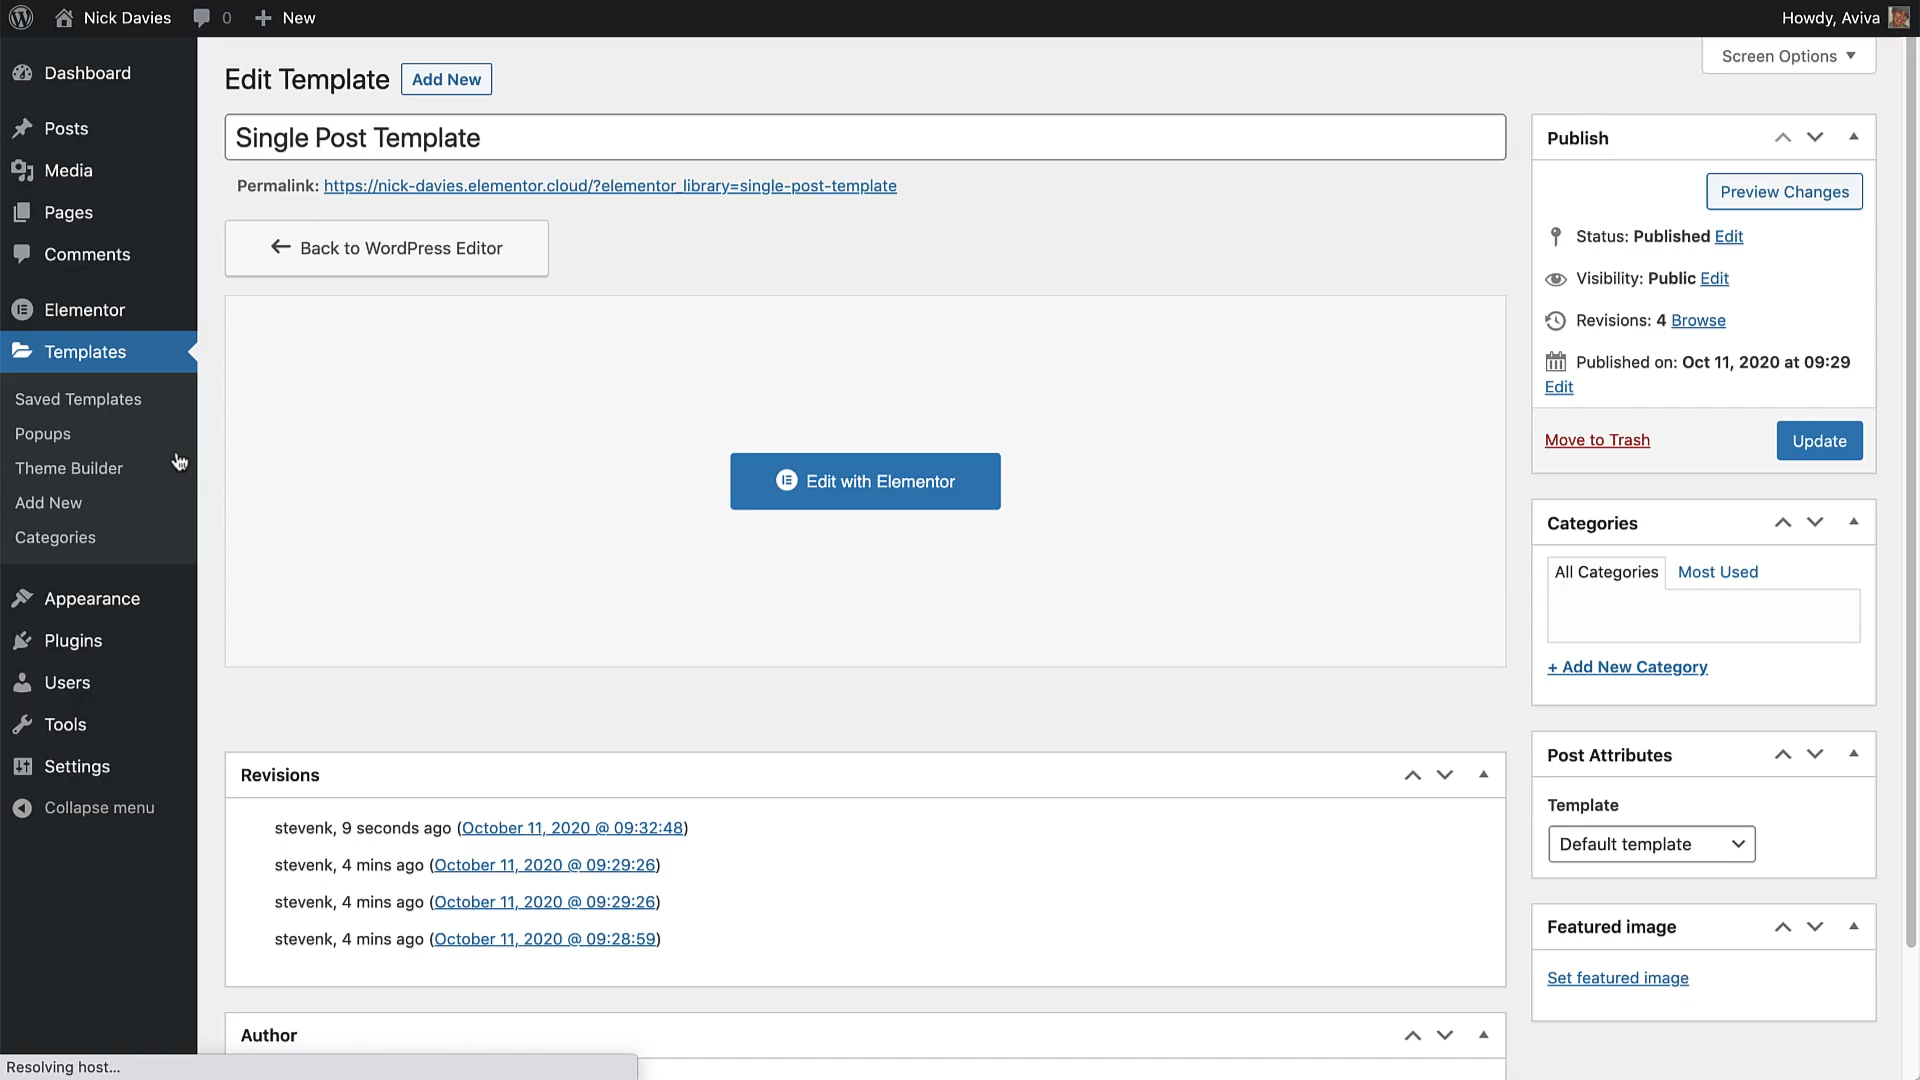 Nick Davies 0 New Howdy, Aviva
Screen Options ▼
Dashboard
Posts
Media
Pages
Comments
Elementor
Templates
Saved Templates
Popups
Theme Builder
Add New
Categories
Appearance
Plugins
Users
Tools
Settings
Collapse menu
Edit Template Add New
Single Post Template
Permalink: https://nick-davies.elementor.cloud/?elementor_library=single-post-template
← Back to WordPress Editor
Edit with Elementor
Revisions
stevenk, 9 seconds ago (October 11, 2020 @ 09:32:48)
stevenk, 4 mins ago (October 11, 2020 @ 09:29:26)
stevenk, 4 mins ago (October 11, 2020 @ 09:29:26)
stevenk, 4 mins ago (October 11, 2020 @ 09:28:59)
Author
Publish
Preview Changes
Status: Published Edit
Visibility: Public Edit
Revisions: 4 Browse
Published on: Oct 11, 2020 at 09:29
Edit
Move to Trash Update
Categories
All Categories Most Used
+ Add New Category
Post Attributes
Template
Default template
Featured image
Set featured image
Resolving host...